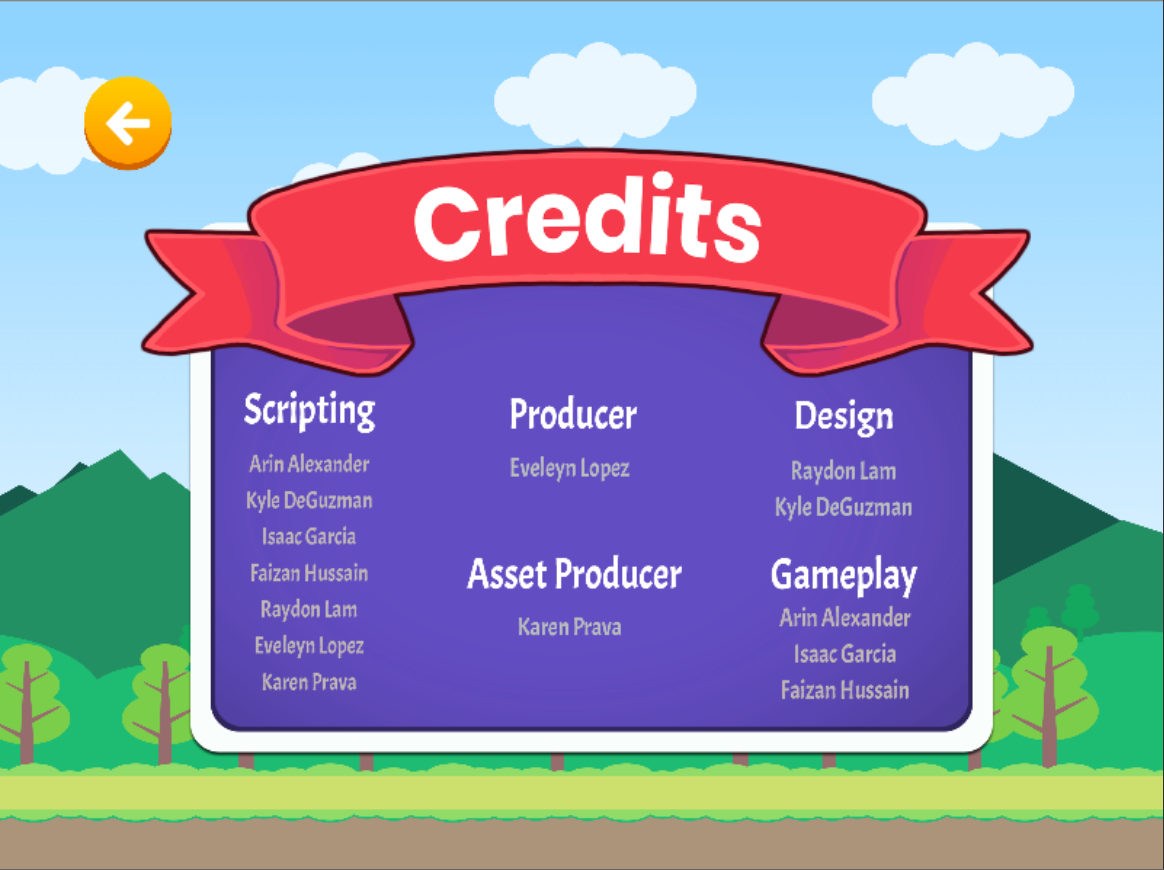 Credits
Scripting
Arin Alexander
Kyle DeGuzman
Isaac Garcia
Faizan Hussain
Raydon Lam
Eveleyn Lopez
Karen Prava
Producer
Eveleyn Lopez
Asset Producer
Karen Prava
Design
Raydon Lam
Kyle DeGuzman
Gameplay
Arin Alexander
Isaac Garcia
Faizan Hussain